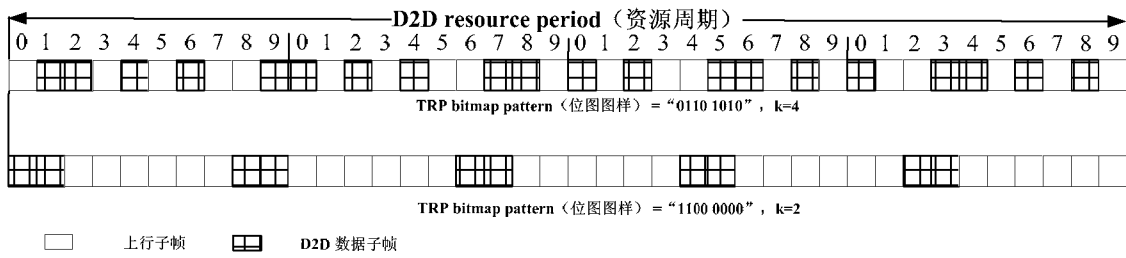 D2D resource period（资源周期）
0 1 2 3 4 5 6 7 8 9 0 1 2 3 4 5 6 7 8 9 0 1 2 3 4 5 6 7 8 9 0 1 2 3 4 5 6 7 8 9
TRP bitmap pattern（位图图样）=“0110 1010”，k=4
TRP bitmap pattern（位图图样）=“1100 0000”，k=2
上行子帧 D2D 数据子帧